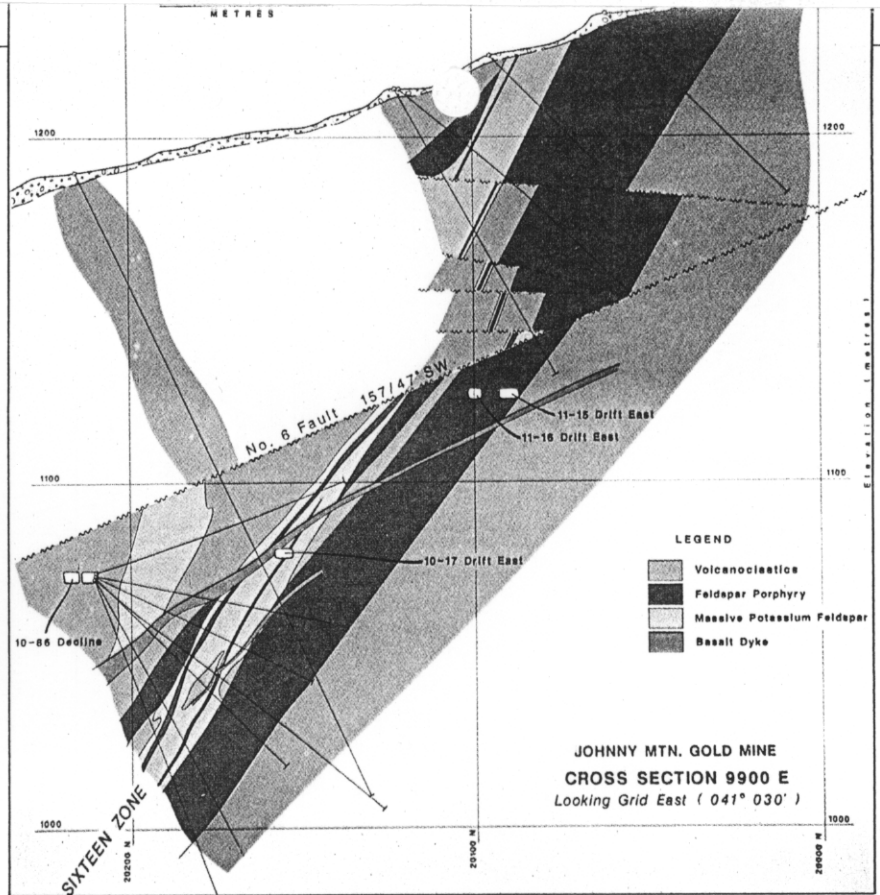 METRES
1200
1200
No. 6 Fault 157/47° SW
Elevation (metres)
11-15 Drift East
11-16 Drift East
1100
1100
10-17 Drift East
10-86 Decline
LEGEND
Volcanoclastics
Feldspar Porphyry
Massive Potassium Feldspar
Basalt Dyke
JOHNNY MTN. GOLD MINE
CROSS SECTION 9900 E
Looking Grid East ( 041° 030' )
1000
1000
SIXTEEN ZONE
20200 N
20100 N
20000 N